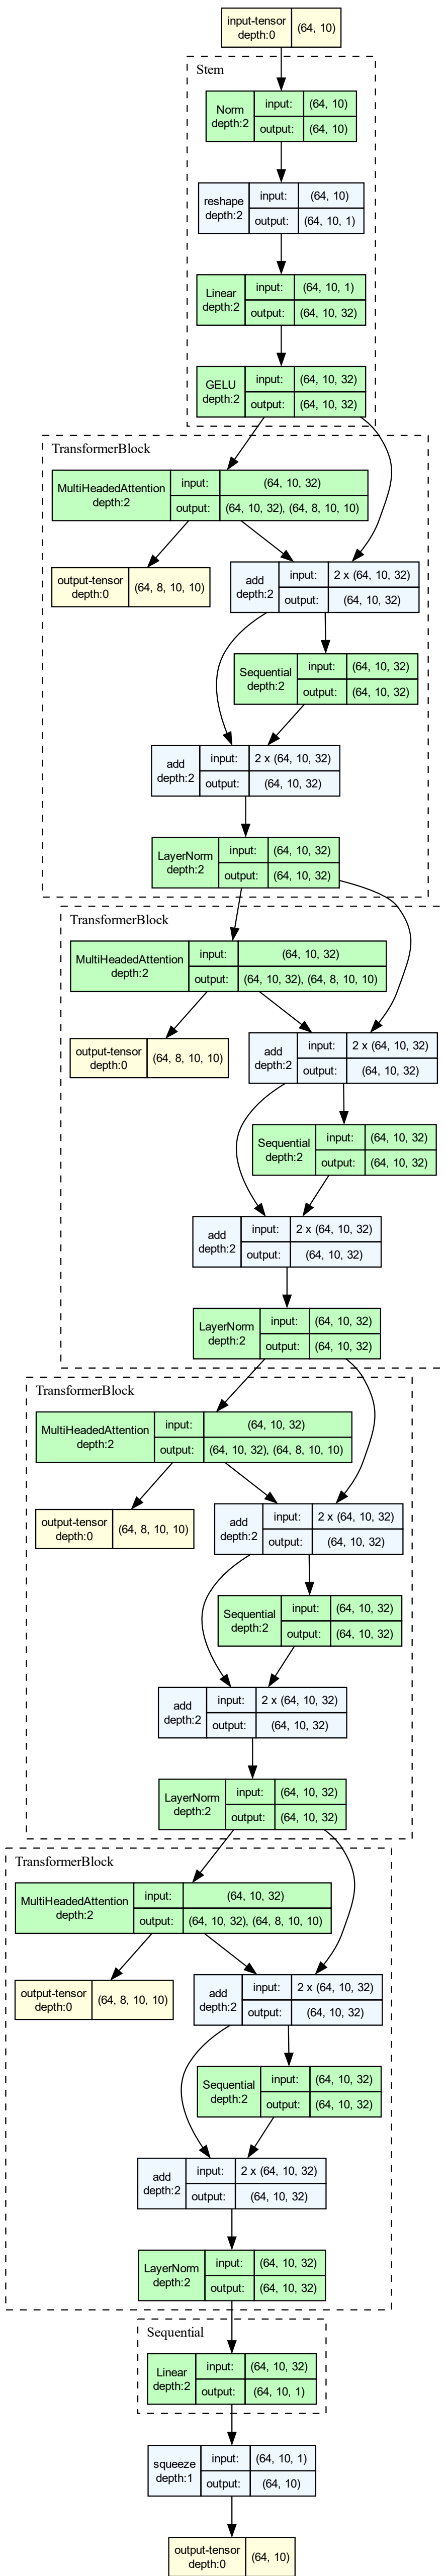 input-tensor
depth:0
(64, 10)
Stem
Norm
depth:2
input:
(64, 10)
output:
(64, 10)
reshape
depth:2
input:
(64, 10)
output:
(64, 10, 1)
Linear
depth:2
input:
(64, 10, 1)
output:
(64, 10, 32)
GELU
depth:2
input:
(64, 10, 32)
output:
(64, 10, 32)
TransformerBlock
MultiHeadedAttention
depth:2
input:
(64, 10, 32)
output:
(64, 10, 32), (64, 8, 10, 10)
output-tensor
depth:0
(64, 8, 10, 10)
add
depth:2
input:
2 x (64, 10, 32)
output:
(64, 10, 32)
Sequential
depth:2
input:
(64, 10, 32)
output:
(64, 10, 32)
add
depth:2
input:
2 x (64, 10, 32)
output:
(64, 10, 32)
LayerNorm
depth:2
input:
(64, 10, 32)
output:
(64, 10, 32)
TransformerBlock
MultiHeadedAttention
depth:2
input:
(64, 10, 32)
output:
(64, 10, 32), (64, 8, 10, 10)
output-tensor
depth:0
(64, 8, 10, 10)
add
depth:2
input:
2 x (64, 10, 32)
output:
(64, 10, 32)
Sequential
depth:2
input:
(64, 10, 32)
output:
(64, 10, 32)
add
depth:2
input:
2 x (64, 10, 32)
output:
(64, 10, 32)
LayerNorm
depth:2
input:
(64, 10, 32)
output:
(64, 10, 32)
TransformerBlock
MultiHeadedAttention
depth:2
input:
(64, 10, 32)
output:
(64, 10, 32), (64, 8, 10, 10)
output-tensor
depth:0
(64, 8, 10, 10)
add
depth:2
input:
2 x (64, 10, 32)
output:
(64, 10, 32)
Sequential
depth:2
input:
(64, 10, 32)
output:
(64, 10, 32)
add
depth:2
input:
2 x (64, 10, 32)
output:
(64, 10, 32)
LayerNorm
depth:2
input:
(64, 10, 32)
output:
(64, 10, 32)
TransformerBlock
MultiHeadedAttention
depth:2
input:
(64, 10, 32)
output:
(64, 10, 32), (64, 8, 10, 10)
output-tensor
depth:0
(64, 8, 10, 10)
add
depth:2
input:
2 x (64, 10, 32)
output:
(64, 10, 32)
Sequential
depth:2
input:
(64, 10, 32)
output:
(64, 10, 32)
add
depth:2
input:
2 x (64, 10, 32)
output:
(64, 10, 32)
LayerNorm
depth:2
input:
(64, 10, 32)
output:
(64, 10, 32)
Sequential
Linear
depth:2
input:
(64, 10, 32)
output:
(64, 10, 1)
squeeze
depth:1
input:
(64, 10, 1)
output:
(64, 10)
output-tensor
depth:0
(64, 10)